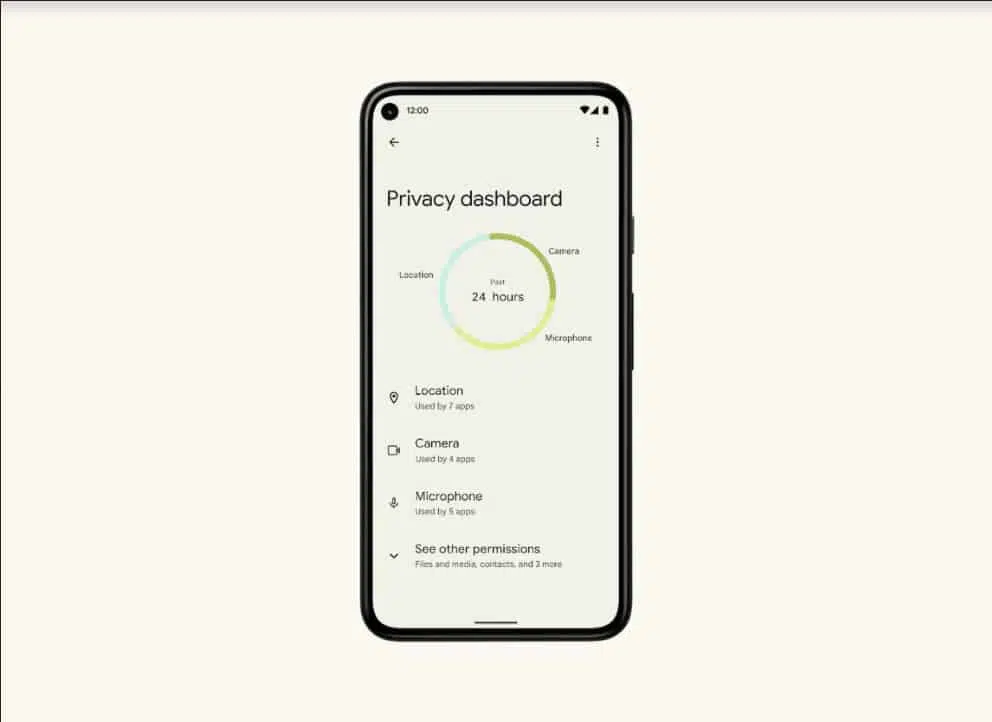 12:00
Privacy dashboard
Camera
Location
Past
24 hours
Microphone
Location
Used by 7 apps
Camera
Used by 4 apps
Microphone
Used by 5 apps
See other permissions
Files and media, contacts, and 3 more